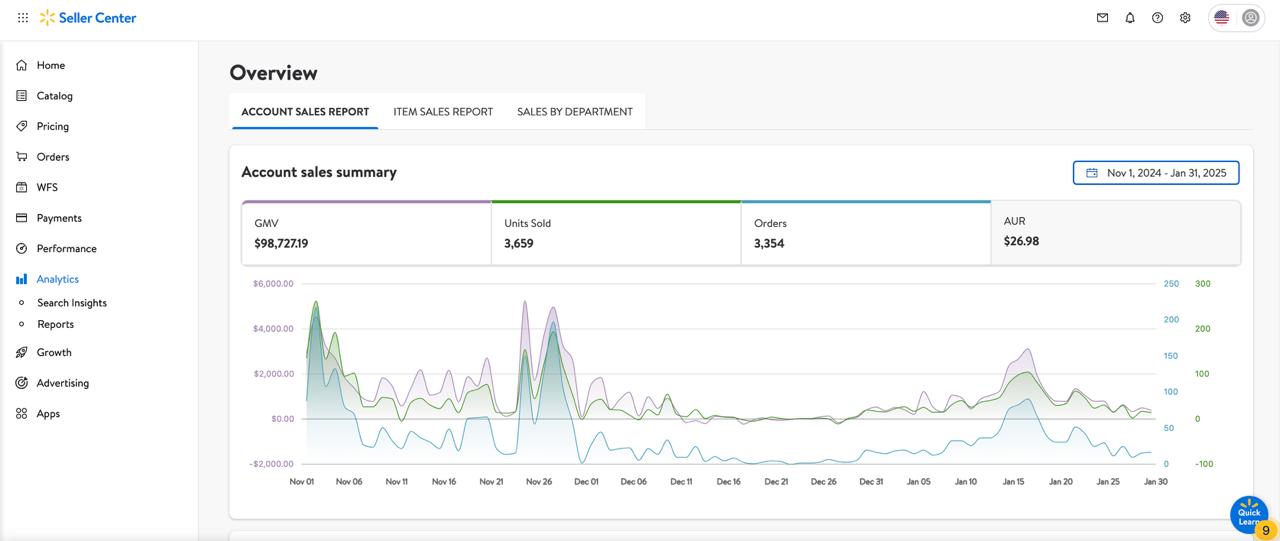 Seller Center
Home
Catalog
Pricing
Orders
WFS
Payments
Performance
Analytics
Search Insights
Reports
Growth
Advertising
Apps
Overview
ACCOUNT SALES REPORT ITEM SALES REPORT SALES BY DEPARTMENT
Account sales summary
Nov 1, 2024 - Jan 31, 2025
GMV Units Sold Orders AUR
$98,727.19 3,659 3,354 $26.98
$6,000.00 250 300
$4,000.00 200 200
150
$2,000.00 100 100
$0.00 50 0
-$2,000.00 0 -100
Nov 01 Nov 06 Nov 11 Nov 16 Nov 21 Nov 26 Dec 01 Dec 06 Dec 11 Dec 16 Dec 21 Dec 26 Dec 31 Jan 05 Jan 10 Jan 15 Jan 20 Jan 25 Jan 30
Quick
Learn
9